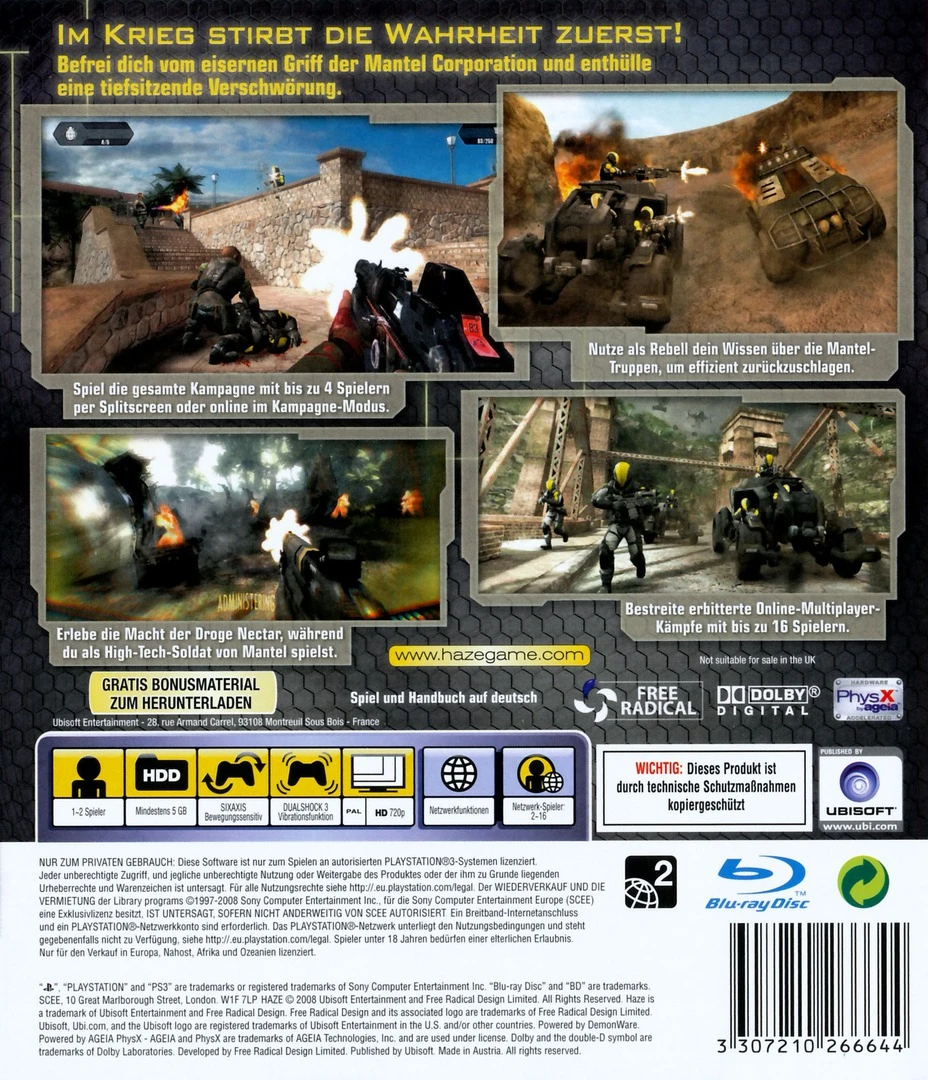 IM KRIEG STIRBT DIE WAHRHEIT ZUERST!
Befrei dich vom eisernen Griff der Mantel Corporation und enthülle
eine tiefsitzende Verschwörung.
Spiel die gesamte Kampagne mit bis zu 4 Spielern
per Splitscreen oder online im Kampagne-Modus.
Nutze als Rebell dein Wissen über die Mantel-
Truppen, um effizient zurückzuschlagen.
ADMINISTERING
Erlebe die Macht der Droge Nectar, während
du als High-Tech-Soldat von Mantel spielst.
Bestreite erbitterte Online-Multiplayer-
Kämpfe mit bis zu 16 Spielern.
www.hazegame.com
Not suitable for sale in the UK
GRATIS BONUSMATERIAL
ZUM HERUNTERLADEN
Spiel und Handbuch auf deutsch
FREE
RADICAL
DOLBY®
DIGITAL
HARDWARE
PhysX
by ageia
ACCELERATED
Ubisoft Entertainment - 28, rue Armand Carrel, 93108 Montreuil Sous Bois - France
HDD
1-2 Spieler
Mindestens 5 GB
SIXAXIS
Bewegungssensitiv
DUALSHOCK 3
Vibrationsfunktion
PAL HD 720p
Netzwerkfunktionen
Netzwerk-Spieler
2-16
WICHTIG: Dieses Produkt ist
durch technische Schutzmaßnahmen
kopiergeschützt
PUBLISHED BY
UBISOFT™
www.ubi.com
NUR ZUM PRIVATEN GEBRAUCH: Diese Software ist nur zum Spielen an autorisierten PLAYSTATION®3-Systemen lizenziert.
Jeder unberechtigte Zugriff, und jegliche unberechtigte Nutzung oder Weitergabe des Produktes oder der ihm zu Grunde liegenden
Urheberrechte und Warenzeichen ist untersagt. Für alle Nutzungsrechte siehe http://.eu.playstation.com/legal. Der WIEDERVERKAUF UND DIE
VERMIETUNG der Library programs ©1997-2008 Sony Computer Entertainment Inc., für die Sony Computer Entertainment Europe (SCEE)
eine Exklusivlizenz besitzt, IST UNTERSAGT, SOFERN NICHT ANDERWEITIG VON SCEE AUTORISIERT Ein Breitband-Internetanschluss
und ein PLAYSTATION®-Netzwerkkonto sind erforderlich. Das PLAYSTATION®-Netzwerk unterliegt den Nutzungsbedingungen und steht
gegebenenfalls nicht zu Verfügung, siehe http://.eu.playstation.com/legal. Spieler unter 18 Jahren bedürfen einer elterlichen Erlaubnis.
Nur für den Verkauf in Europa, Nahost, Afrika und Ozeanien lizenziert.
2
Blu-ray Disc™
"", "PLAYSTATION" and "PS3" are trademarks or registered trademarks of Sony Computer Entertainment Inc. "Blu-ray Disc" and "BD" are trademarks.
SCEE, 10 Great Marlborough Street, London. W1F 7LP HAZE © 2008 Ubisoft Entertainment and Free Radical Design Limited. All Rights Reserved. Haze is
a trademark of Ubisoft Entertainment and Free Radical Design. Free Radical Design and its associated logo are trademarks of Free Radical Design Limited.
Ubisoft, Ubi.com, and the Ubisoft logo are registered trademarks of Ubisoft Entertainment in the U.S. and/or other countries. Powered by DemonWare.
Powered by AGEIA PhysX - AGEIA and PhysX are trademarks of AGEIA Technologies, Inc. and are used under license. Dolby and the double-D symbol are
trademarks of Dolby Laboratories. Developed by Free Radical Design Limited. Published by Ubisoft. Made in Austria. All rights reserved.
3 307210 266644